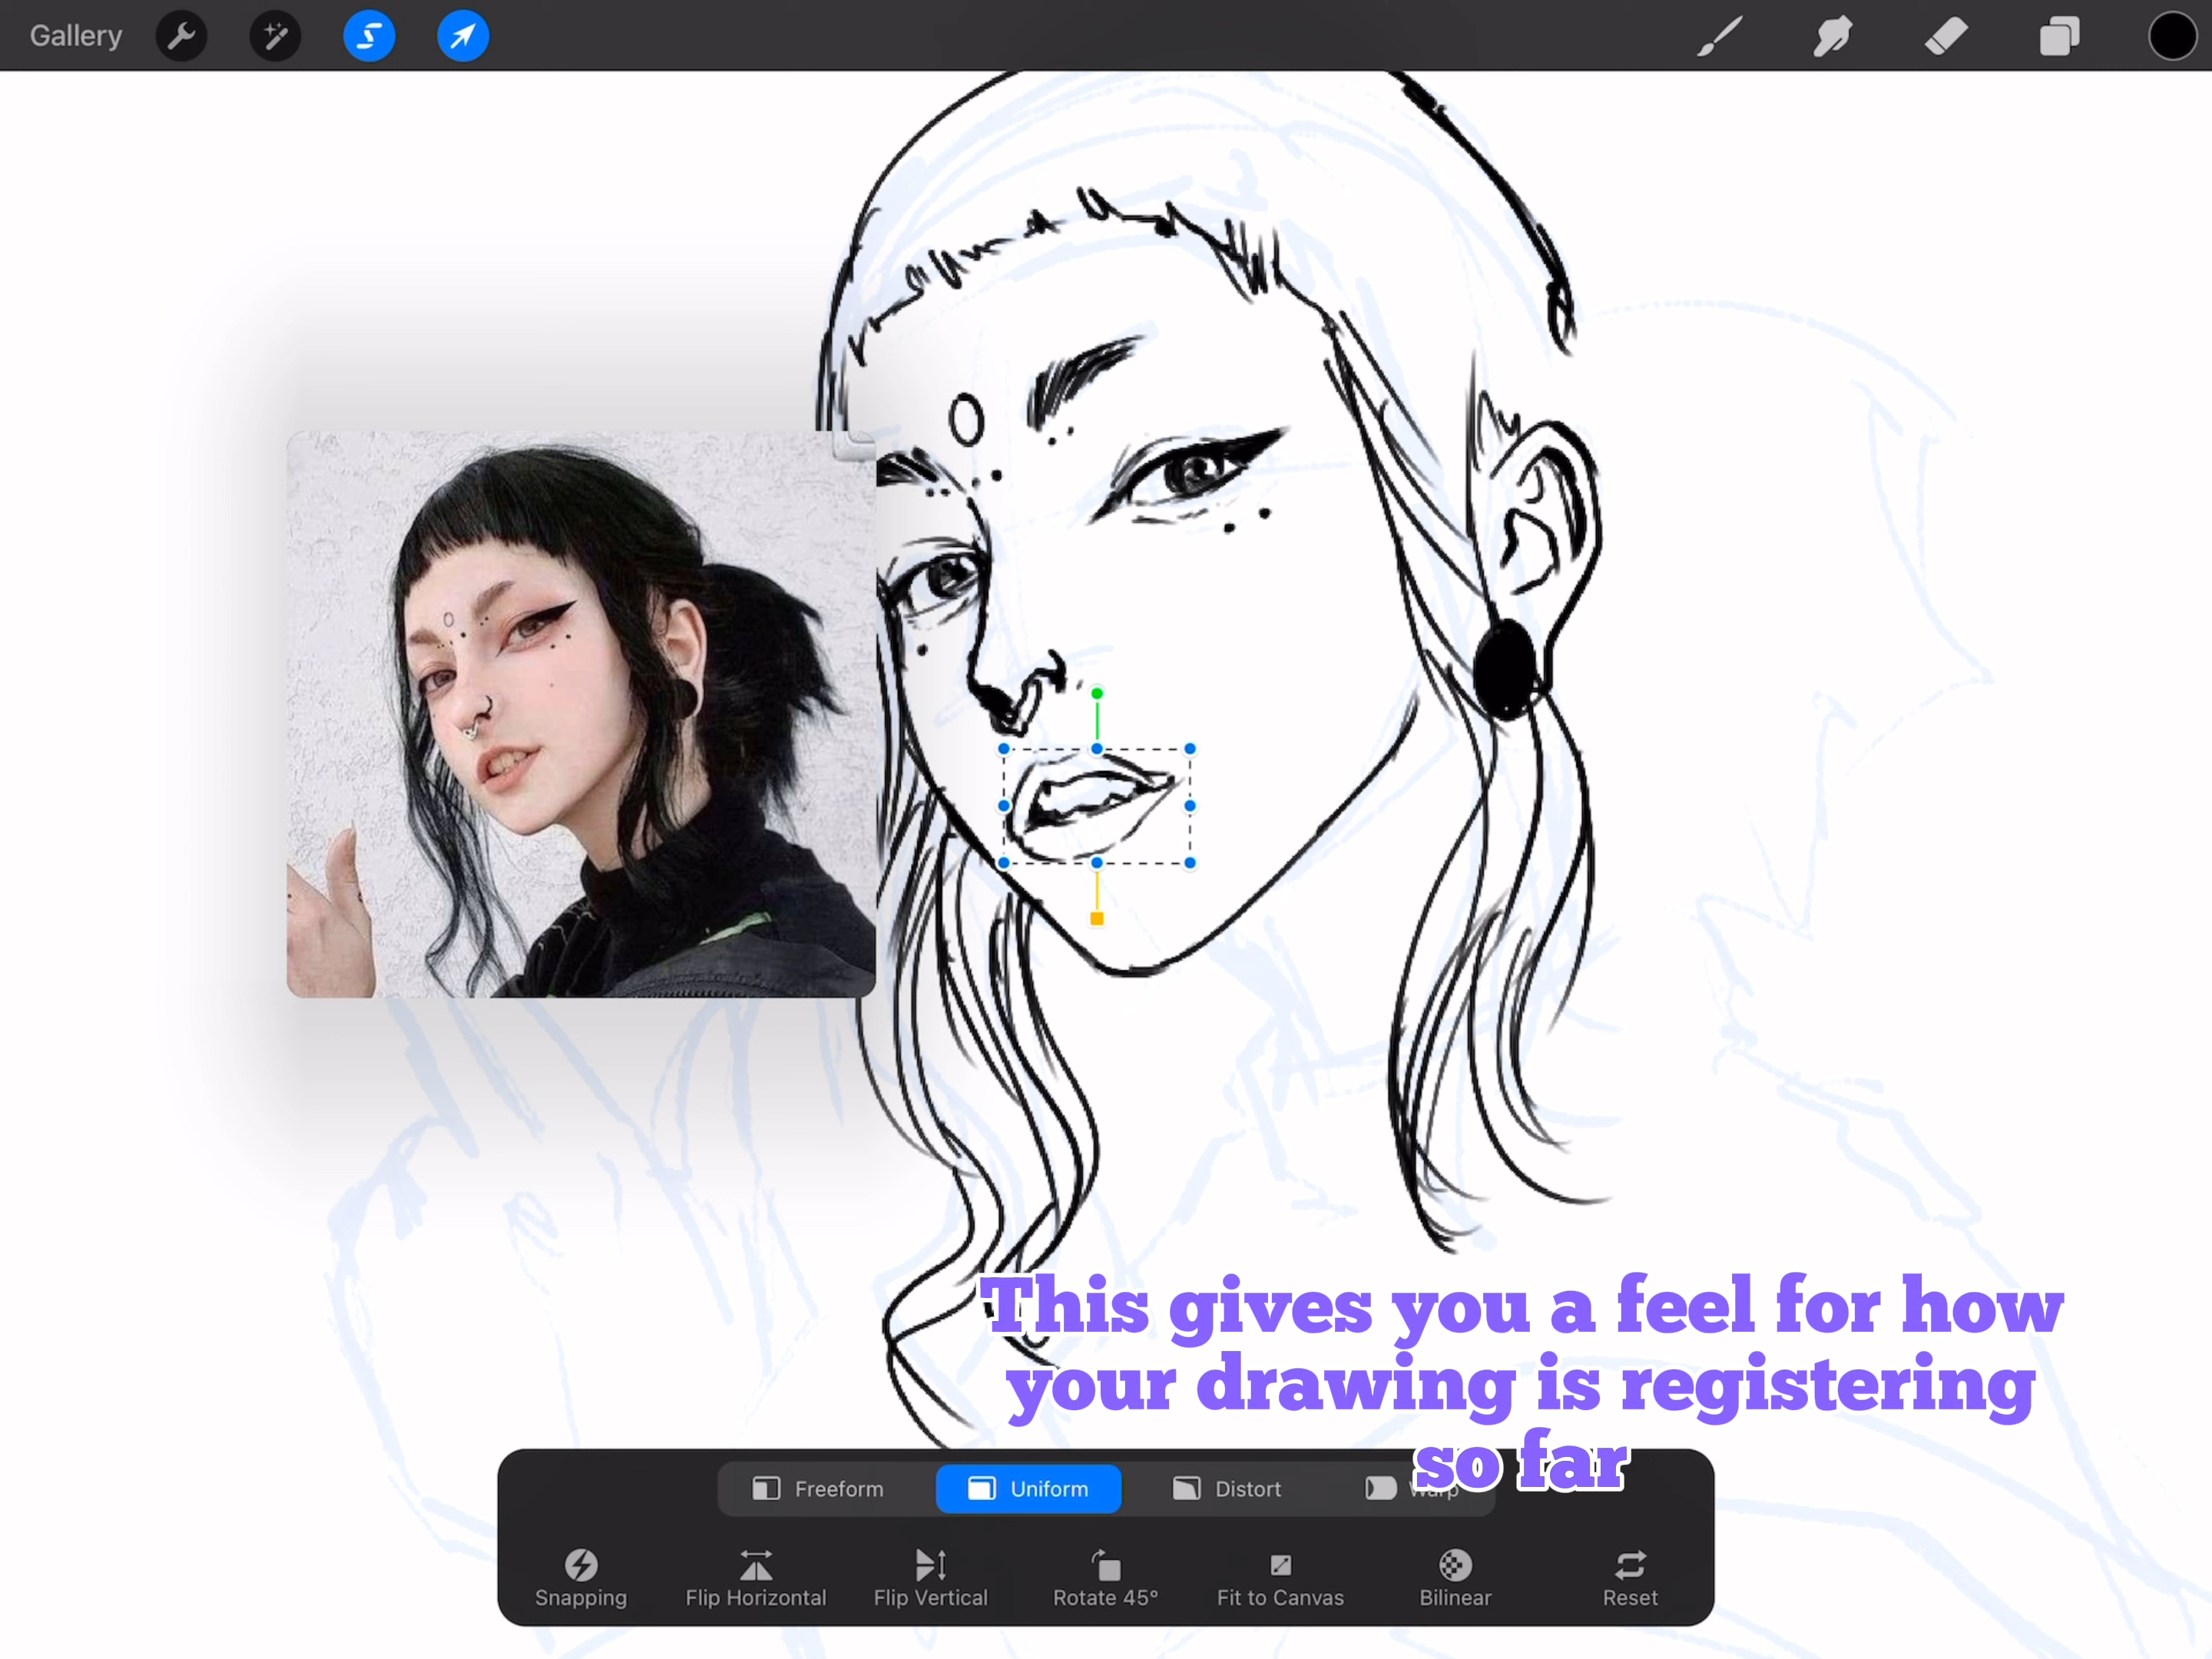 Gallery
This gives you a feel for how
your drawing is registering
so far
Freeform
Uniform
Distort
Warp
Snapping
Flip Horizontal
Flip Vertical
Rotate 45°
Fit to Canvas
Bilinear
Reset